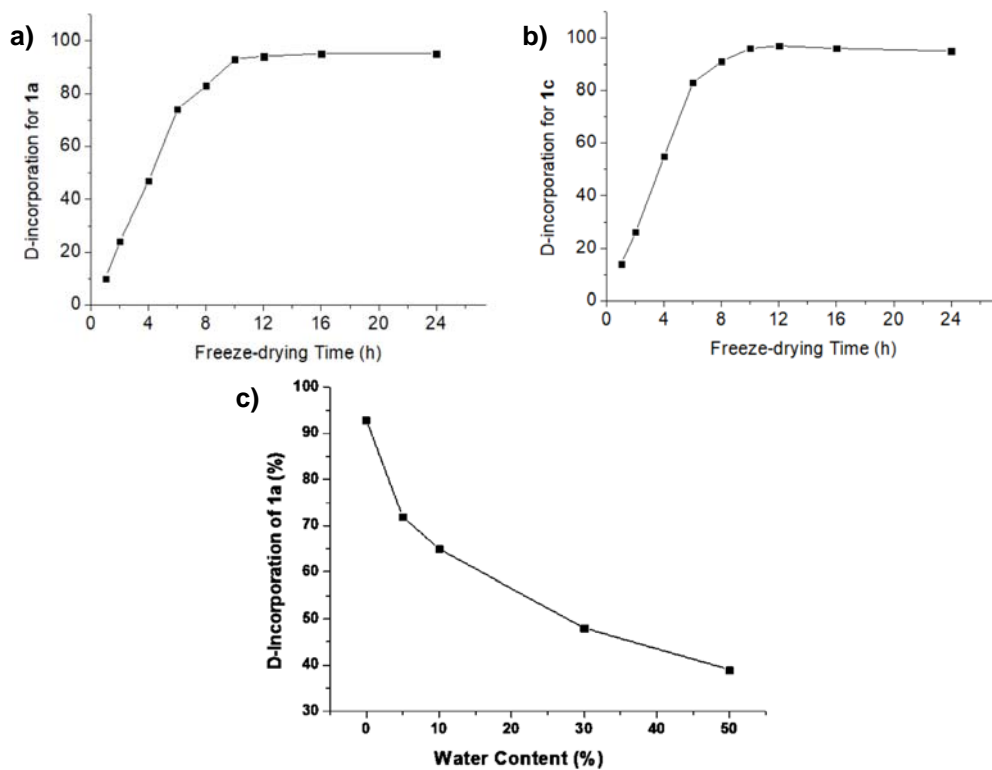 a)
D-incorporation for 1a
100
80
60
40
20
0
0 4 8 12 16 20 24
Freeze-drying Time (h)
b)
D-incorporation for 1c
100
80
60
40
20
0
0 4 8 12 16 20 24
Freeze-drying Time (h)
c)
D-Incorporation of 1a (%)
100
90
80
70
60
50
40
30
0 10 20 30 40 50
Water Content (%)